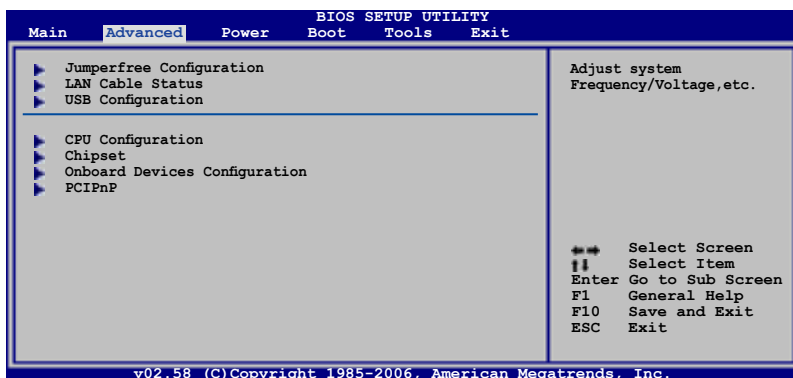 BIOS SETUP UTILITY
Main Advanced Power Boot Tools Exit
Jumperfree Configuration
LAN Cable Status
USB Configuration
CPU Configuration
Chipset
Onboard Devices Configuration
PCIPnP
Adjust system
Frequency/Voltage,etc.
Select Screen
Select Item
Enter Go to Sub Screen
F1 General Help
F10 Save and Exit
ESC Exit
v02.58 (C)Copyright 1985-2006, American Megatrends, Inc.